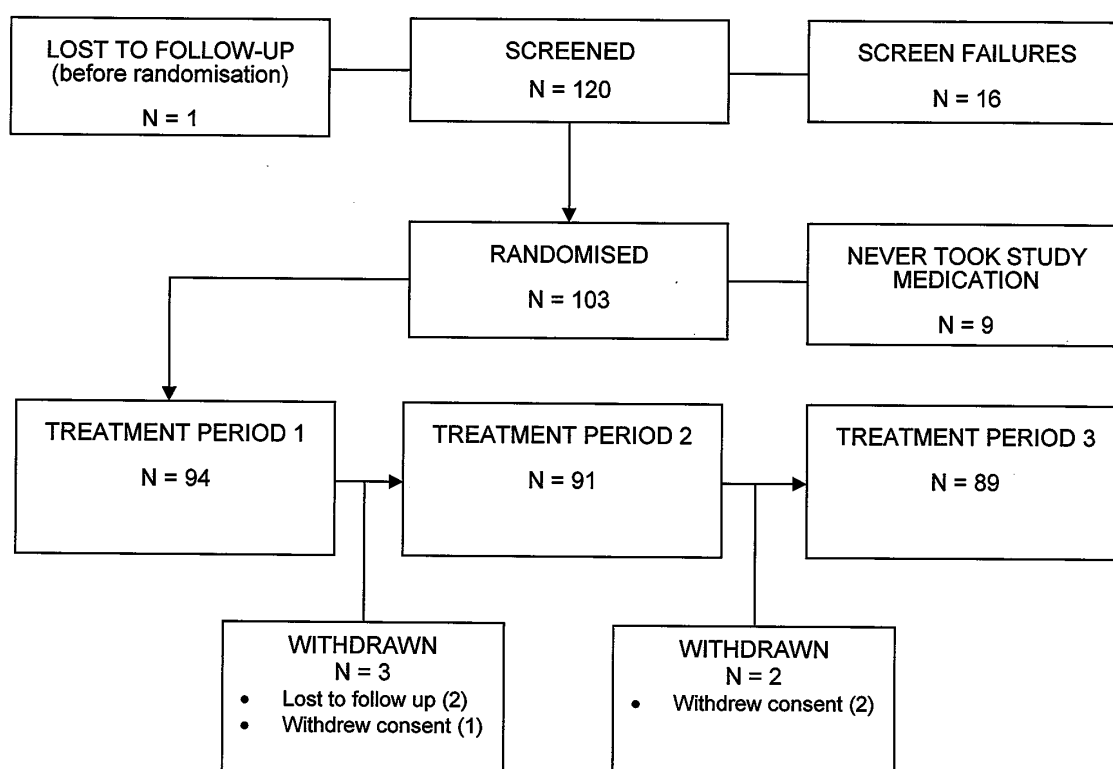 LOST TO FOLLOW-UP
(before randomisation)
N = 1
SCREENED
N = 120
SCREEN FAILURES
N = 16
RANDOMISED
N = 103
NEVER TOOK STUDY
MEDICATION
N = 9
TREATMENT PERIOD 1
N = 94
TREATMENT PERIOD 2
N = 91
TREATMENT PERIOD 3
N = 89
WITHDRAWN
N = 3
• Lost to follow up (2)
• Withdrew consent (1)
WITHDRAWN
N = 2
• Withdrew consent (2)